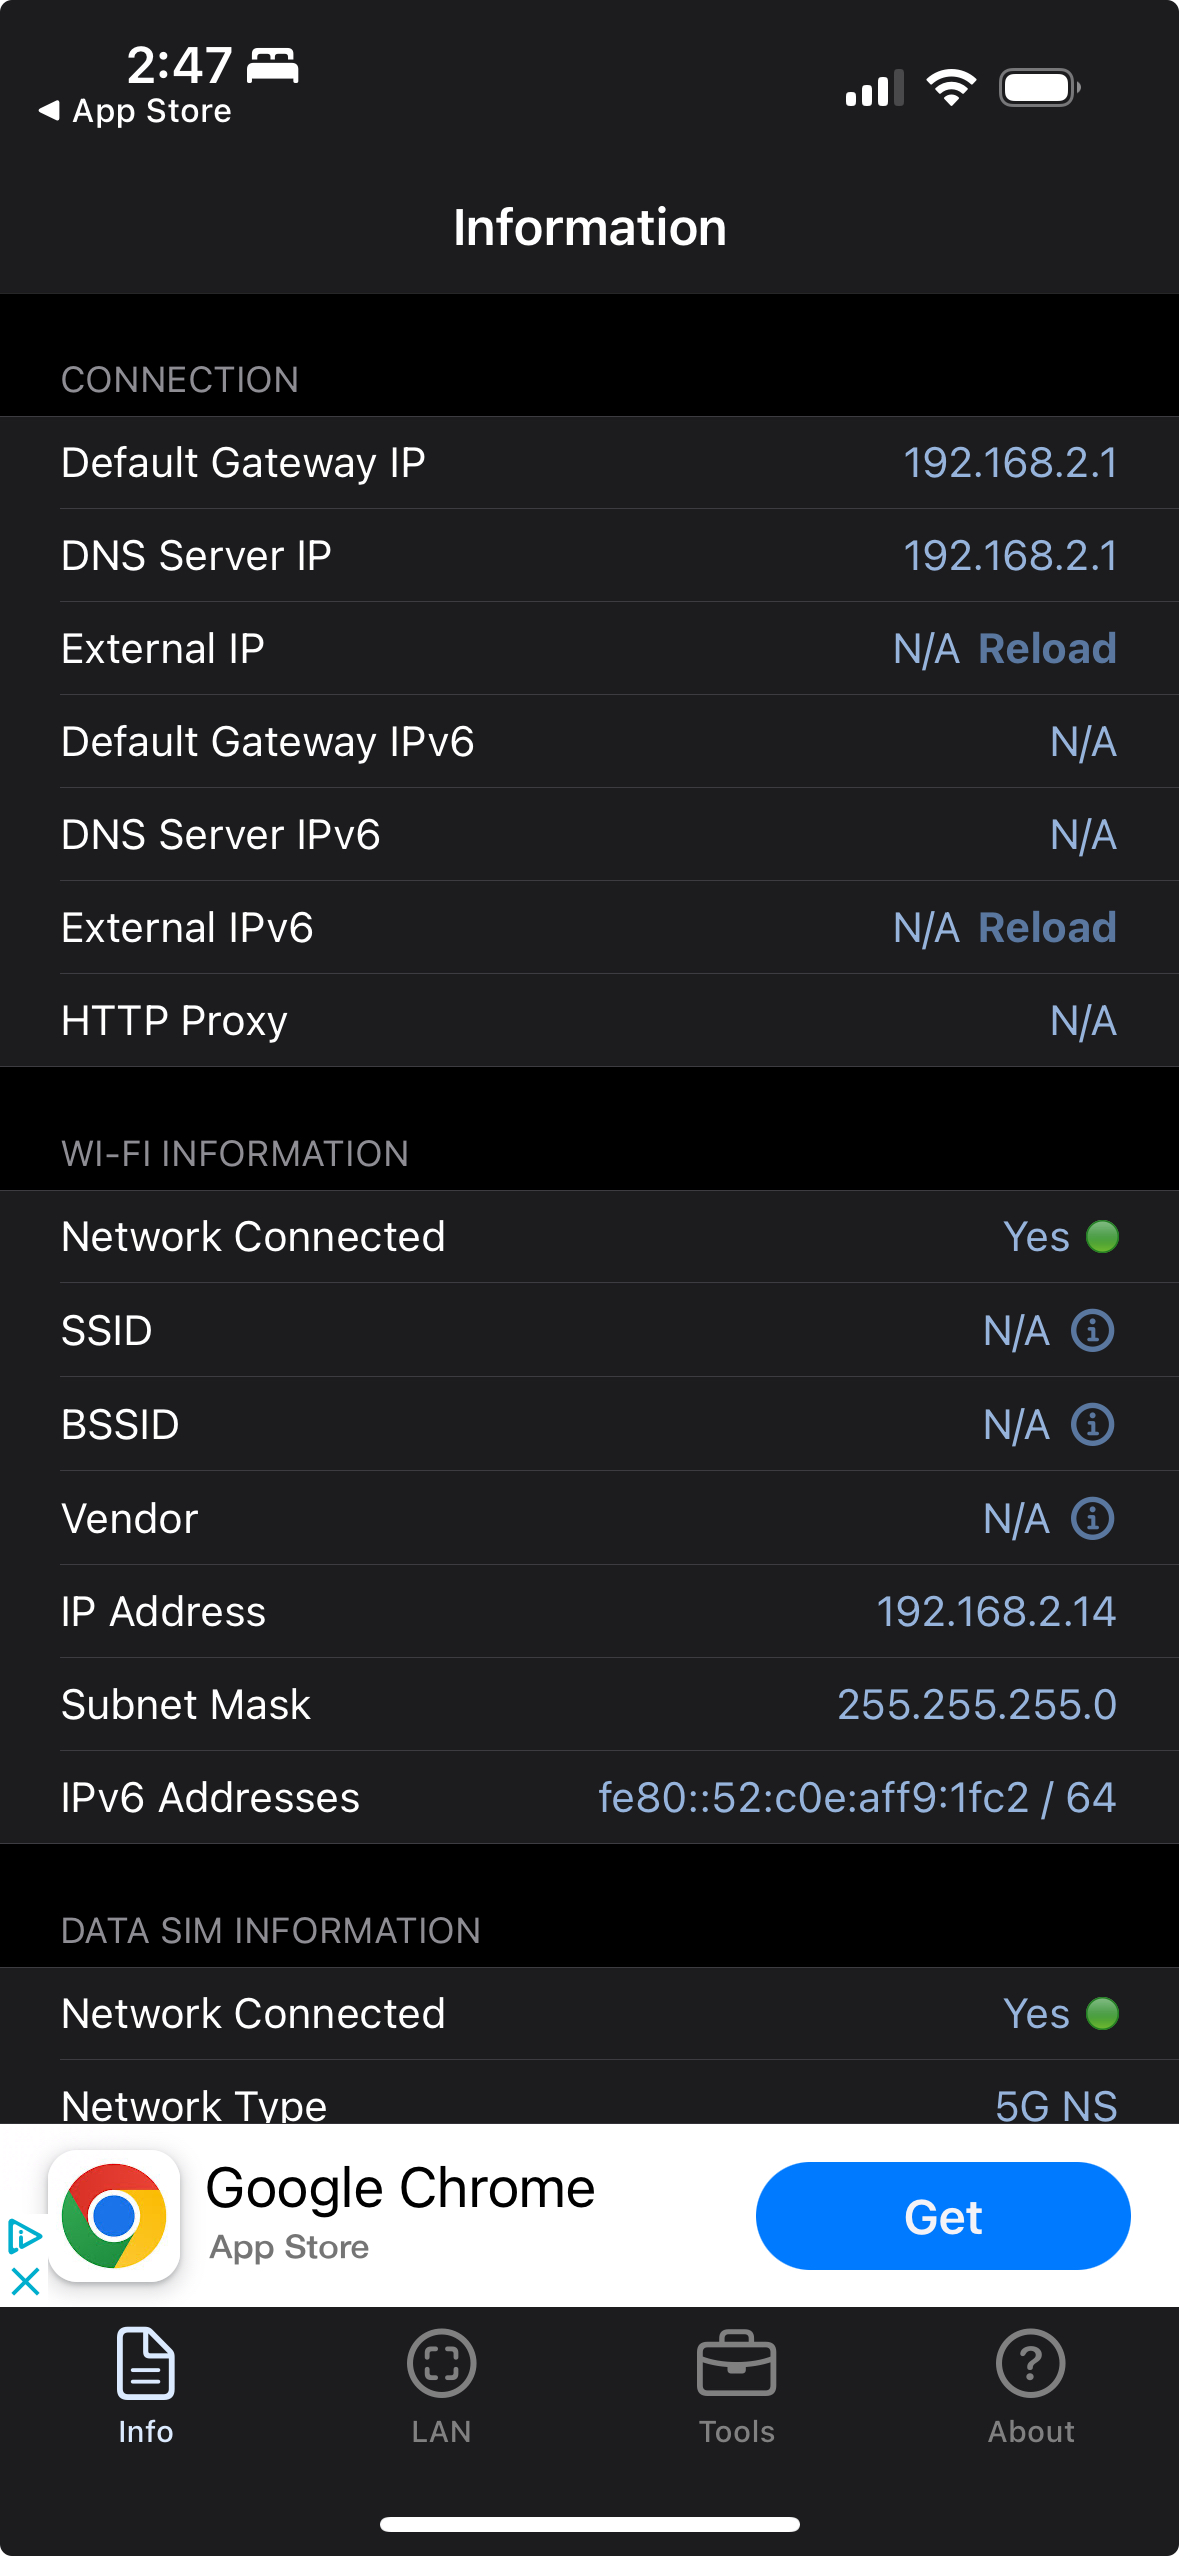 2:47
◀ App Store
Information
CONNECTION
Default Gateway IP 192.168.2.1
DNS Server IP 192.168.2.1
External IP N/A Reload
Default Gateway IPv6 N/A
DNS Server IPv6 N/A
External IPv6 N/A Reload
HTTP Proxy N/A
WI-FI INFORMATION
Network Connected Yes
SSID N/A
BSSID N/A
Vendor N/A
IP Address 192.168.2.14
Subnet Mask 255.255.255.0
IPv6 Addresses fe80::52:c0e:aff9:1fc2 / 64
DATA SIM INFORMATION
Network Connected Yes
Network Type 5G NS
Google Chrome
App Store
Get
Info LAN Tools About